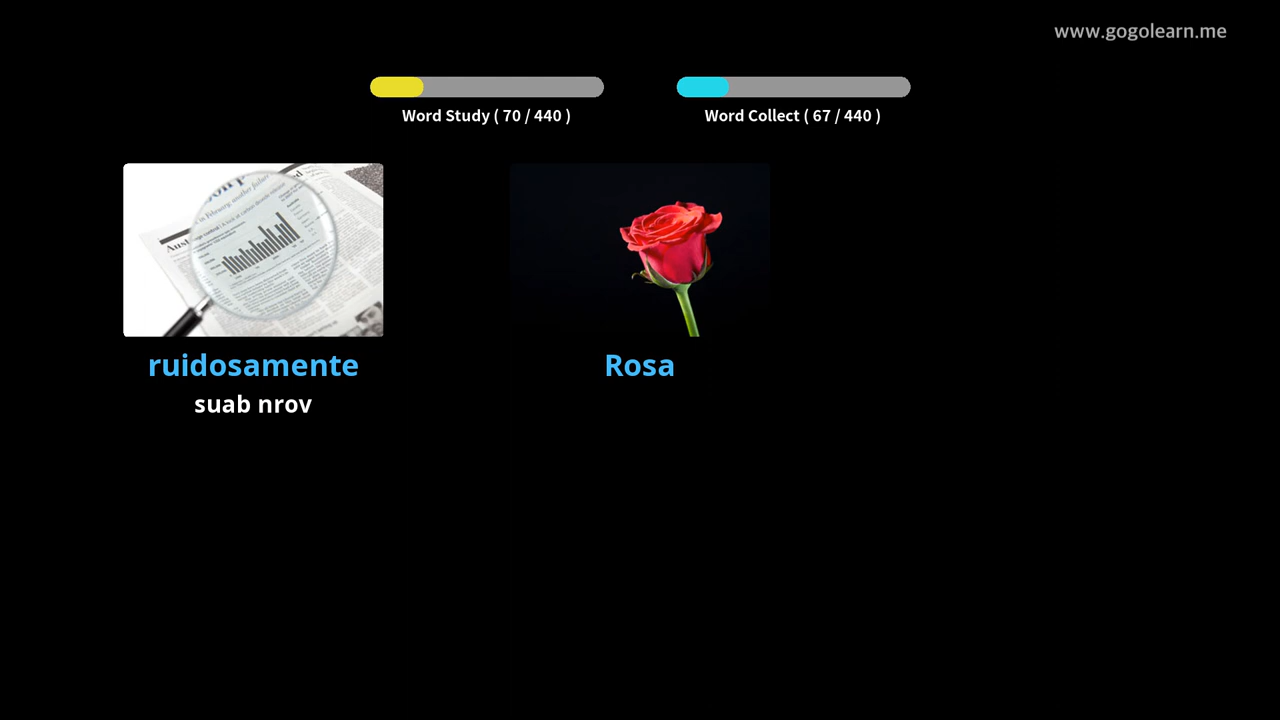 www.gogolearn.me
Word Study ( 70 / 440 )
Word Collect ( 67 / 440 )
ruidosamente
suab nrov
Rosa